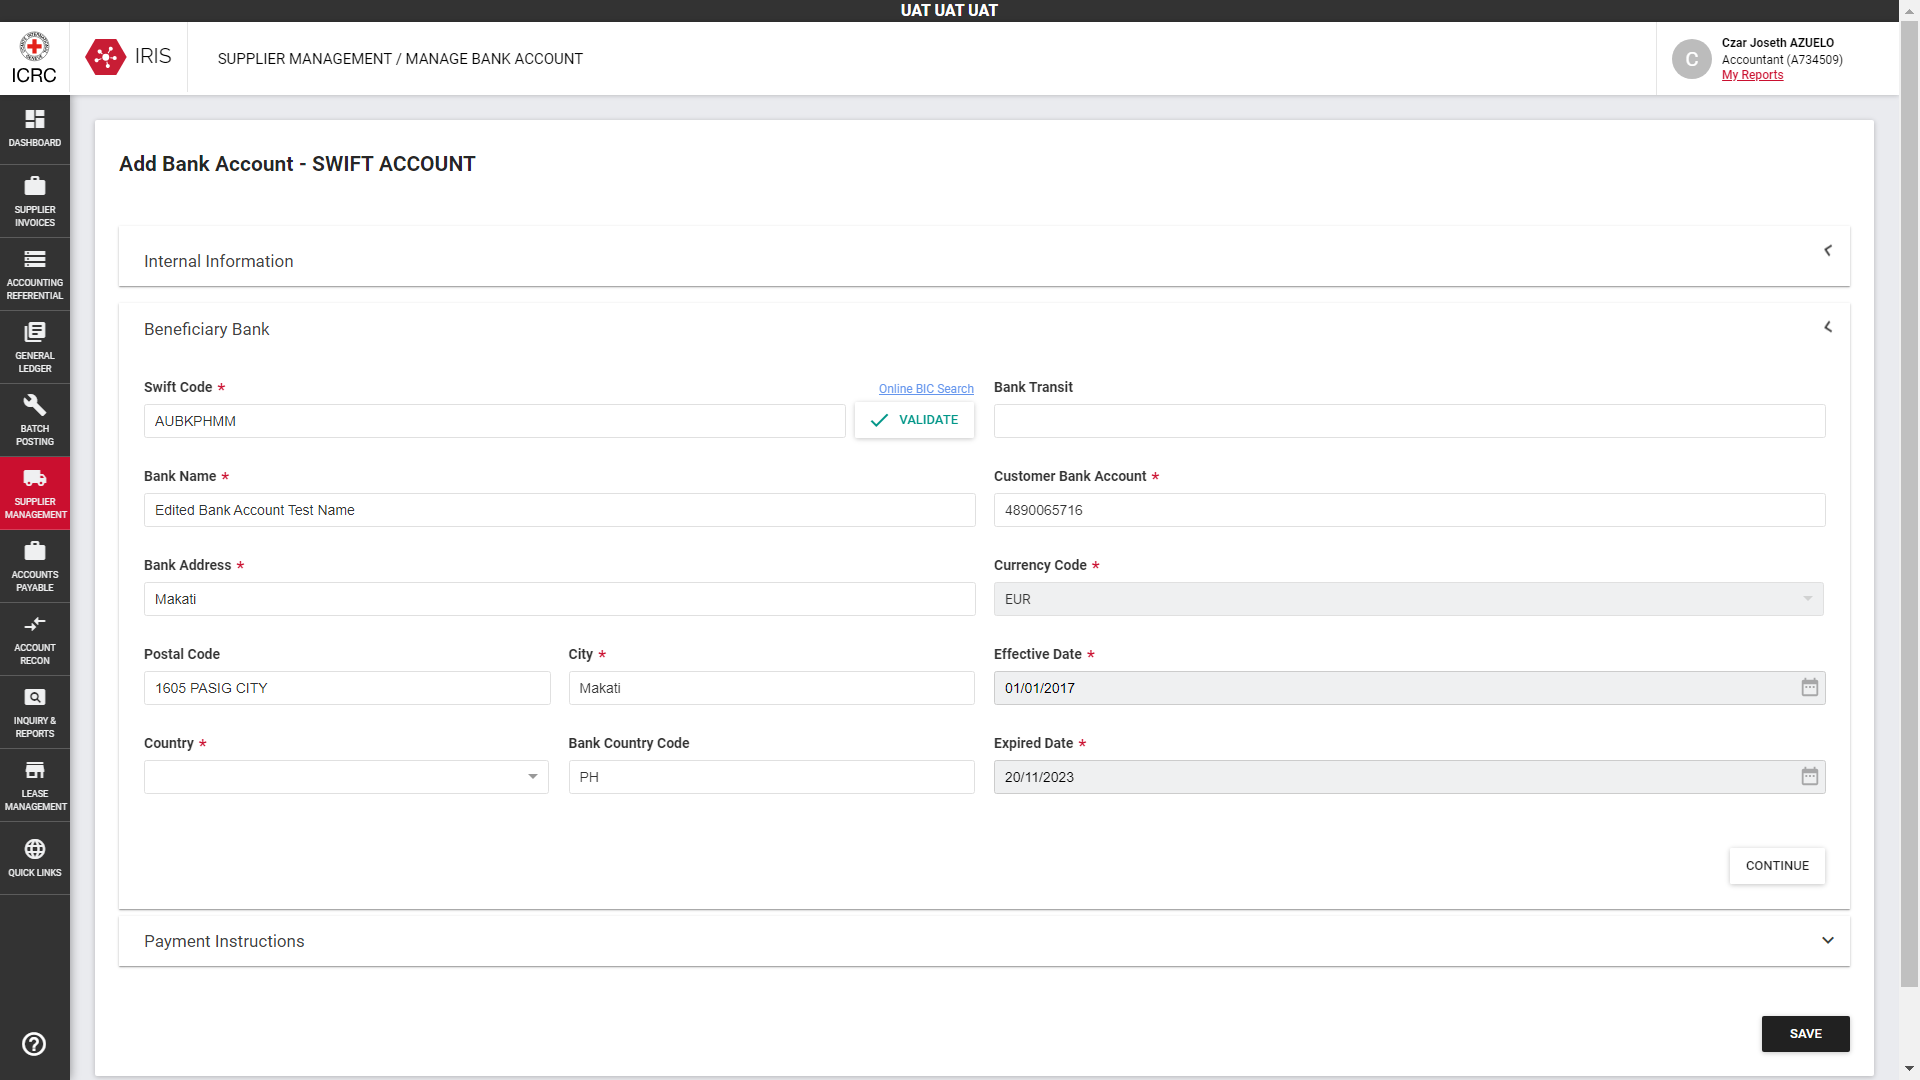 UAT UAT UAT
ICRC
IRIS
SUPPLIER MANAGEMENT / MANAGE BANK ACCOUNT
C
Czar Joseth AZUELO
Accountant (A734509)
My Reports
DASHBOARD
SUPPLIER
INVOICES
ACCOUNTING
REFERENTIAL
GENERAL
LEDGER
BATCH
POSTING
SUPPLIER
MANAGEMENT
ACCOUNTS
PAYABLE
ACCOUNT
RECON
INQUIRY &
REPORTS
LEASE
MANAGEMENT
QUICK LINKS
Add Bank Account - SWIFT ACCOUNT
Internal Information
Beneficiary Bank
Swift Code *
Online BIC Search
AUBKPHMM
VALIDATE
Bank Transit
Bank Name *
Edited Bank Account Test Name
Customer Bank Account *
4890065716
Bank Address *
Makati
Currency Code *
EUR
Postal Code
1605 PASIG CITY
City *
Makati
Effective Date *
01/01/2017
Country *
Bank Country Code
PH
Expired Date *
20/11/2023
CONTINUE
Payment Instructions
SAVE